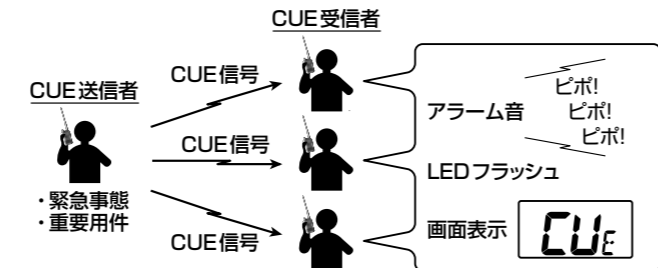 CUE受信者
CUE送信者
・緊急事態
・重要用件
CUE信号
CUE信号
CUE信号
アラーム音
ピポ!
ピポ!
ピポ!
LEDフラッシュ
画面表示
CUE